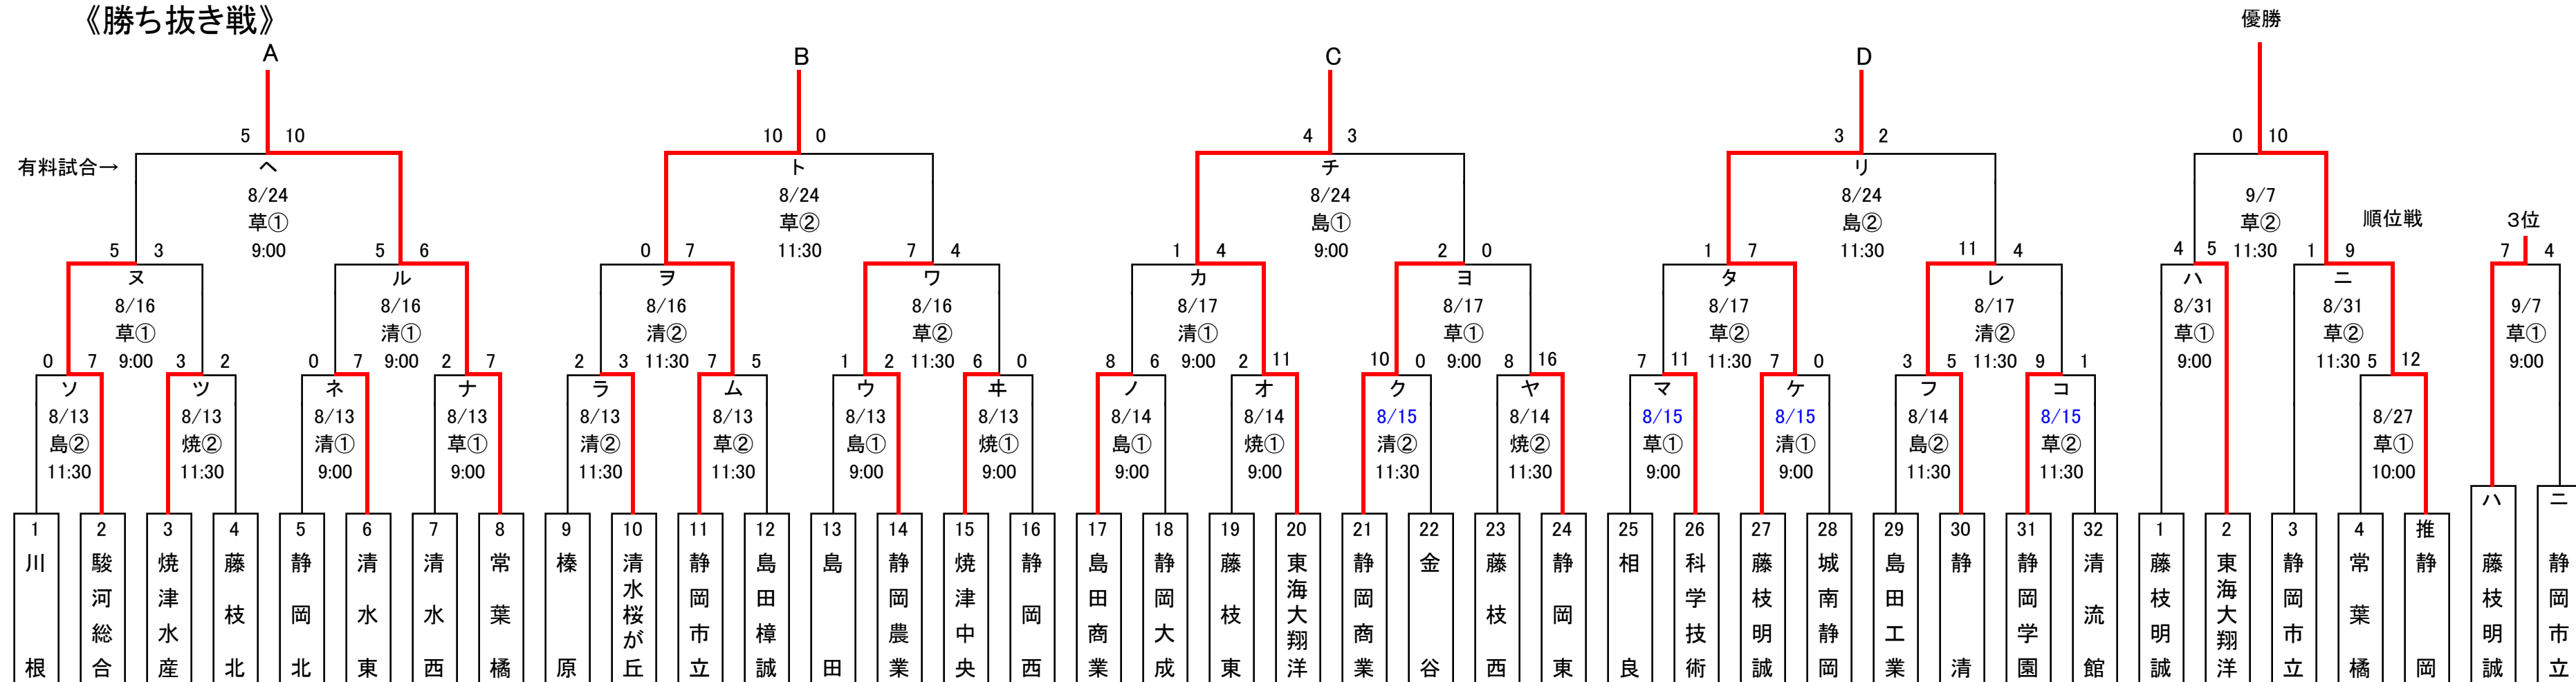 《勝ち抜き戦》
優勝
A B C D
5 10 10 0 4 3 3 2 0 10
有料試合→
ヘ ト チ リ
8/24 8/24 8/24 8/24 9/7
草① 草② 島① 島② 草② 順位戦 3位
9:00 11:30 9:00 11:30 11:30
5 3 5 6 0 7 7 4 1 4 2 0 1 7 11 4 4 5 1 9 7 4
ヌ ル ヲ ワ カ ヨ タ レ ハ ニ
8/16 8/16 8/16 8/16 8/17 8/17 8/17 8/17 8/31 8/31 9/7
草① 清① 清② 草② 清① 草① 草② 清② 草① 草② 草①
9:00 9:00 11:30 11:30 9:00 9:00 11:30 11:30 9:00 11:30 9:00
0 7 3 2 0 7 2 7 2 3 7 5 1 2 6 0 8 6 2 11 10 0 8 16 7 11 7 0 3 5 9 1 5 12
ソ ツ ネ ナ ラ ム ウ ヰ ノ オ ク ヤ マ ケ フ コ
8/13 8/13 8/13 8/13 8/13 8/13 8/13 8/13 8/14 8/14 8/15 8/14 8/15 8/15 8/14 8/15 8/27
島② 焼② 清① 草① 清② 草② 島① 焼① 島① 焼① 清② 焼② 草① 清① 島② 草② 草①
11:30 11:30 9:00 9:00 11:30 11:30 9:00 9:00 9:00 9:00 11:30 11:30 9:00 9:00 11:30 11:30 10:00
1 川根
2 駿河総合
3 焼津水産
4 藤枝北
5 静岡北
6 清水東
7 清水西
8 常葉橘
9 榛原
10 清水桜が丘
11 静岡市立
12 島田樟誠
13 島田
14 静岡農業
15 焼津中央
16 静岡西
17 島田商業
18 静岡大成
19 藤枝東
20 東海大翔洋
21 静岡商業
22 金谷
23 藤枝西
24 静岡東
25 相良
26 科学技術
27 藤枝明誠
28 城南静岡
29 島田工業
30 静清
31 静岡学園
32 清流館
1 藤枝明誠
2 東海大翔洋
3 静岡市立
4 常葉橘
推 静岡
ハ 藤枝明誠
ニ 静岡市立